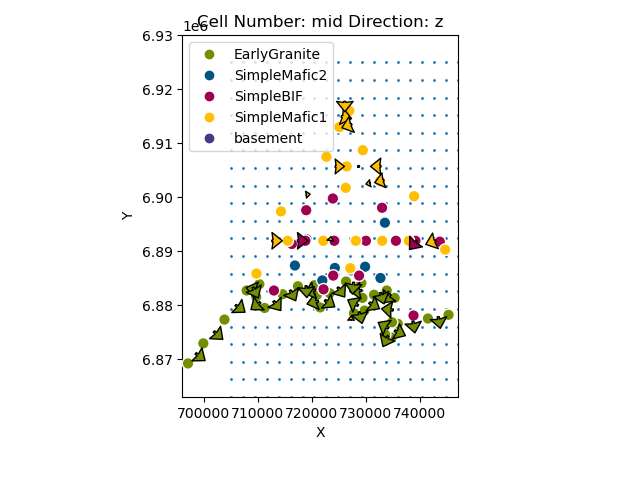 Cell Number: mid Direction: z
1e6
EarlyGranite
SimpleMafic2
SimpleBIF
SimpleMafic1
basement
6.93
6.92
6.91
6.90
6.89
6.88
6.87
Y
700000 710000 720000 730000 740000
X